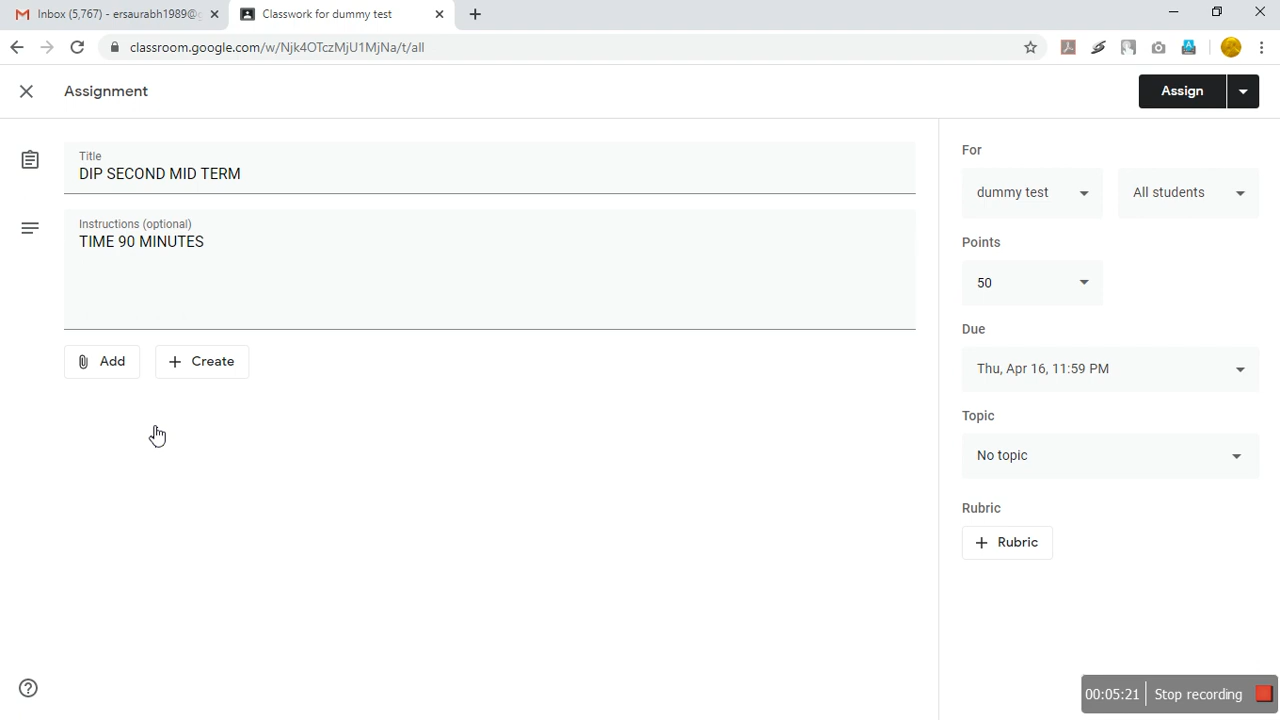 Inbox (5,767) - ersaurabh1989@g
Classwork for dummy test
classroom.google.com/w/Njk4OTczMjU1MjNa/t/all
Assignment
Assign
Title
DIP SECOND MID TERM
Instructions (optional)
TIME 90 MINUTES
Add
Create
For
dummy test
All students
Points
50
Due
Thu, Apr 16, 11:59 PM
Topic
No topic
Rubric
Rubric
00:05:21
Stop recording